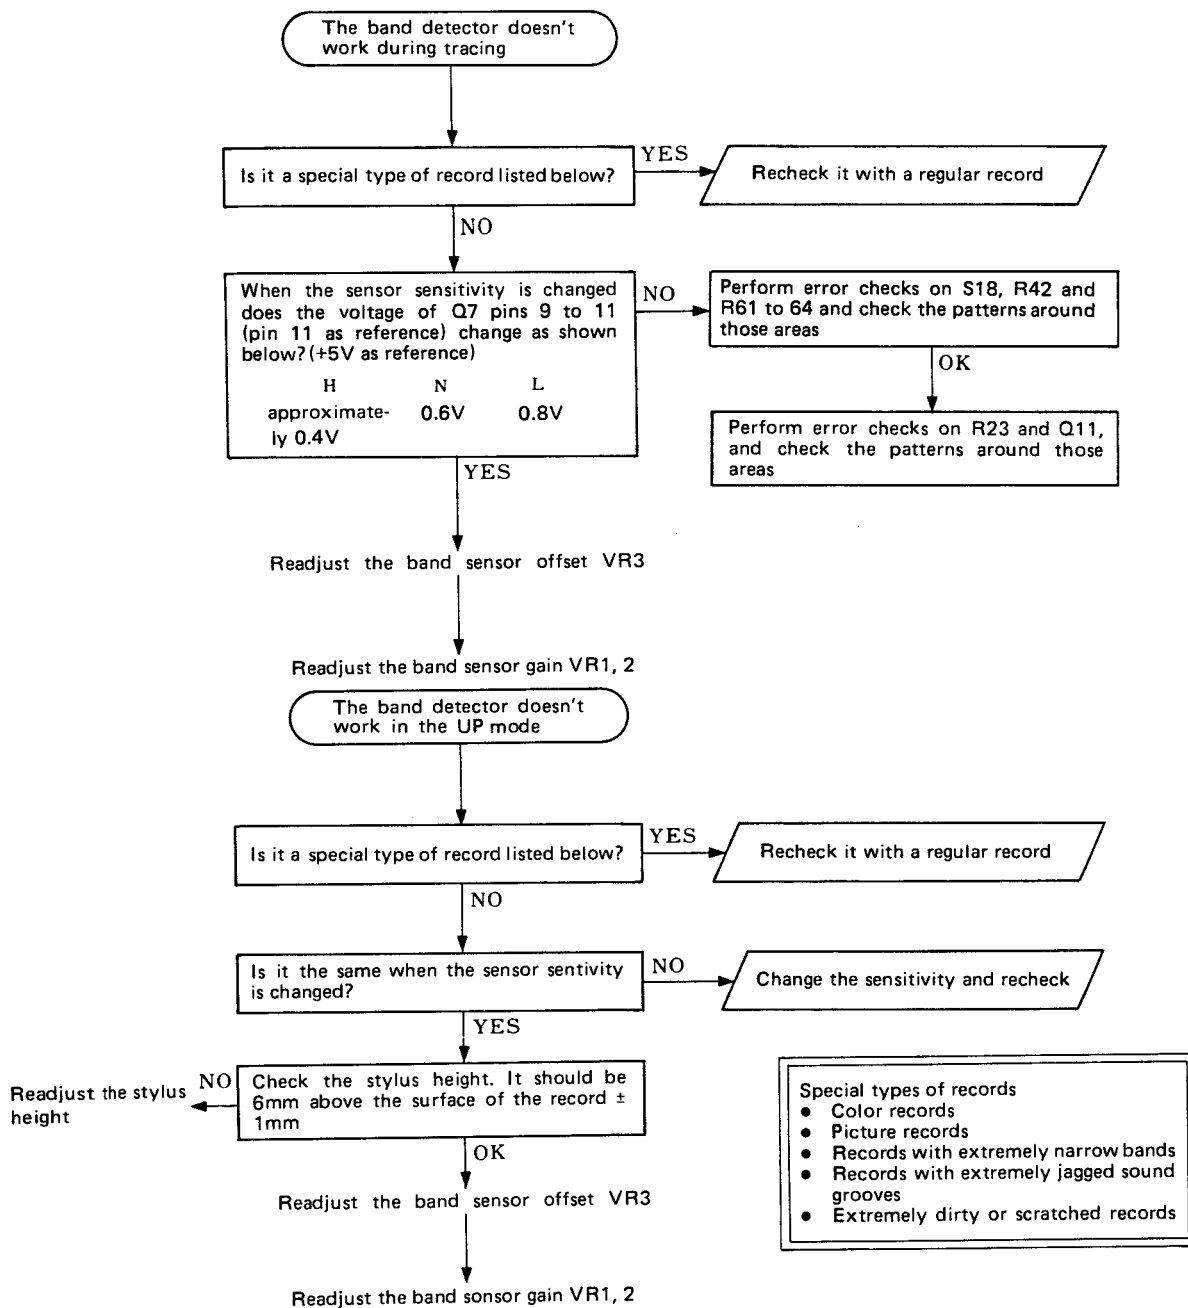 The band detector doesn't
work during tracing
Is it a special type of record listed below?
YES
Recheck it with a regular record
NO
When the sensor sensitivity is changed
does the voltage of Q7 pins 9 to 11
(pin 11 as reference) change as shown
below? (+5V as reference)
H N L
approximate- 0.6V 0.8V
ly 0.4V
NO
Perform error checks on S18, R42 and
R61 to 64 and check the patterns around
those areas
OK
Perform error checks on R23 and Q11,
and check the patterns around those
areas
YES
Readjust the band sensor offset VR3
Readjust the band sensor gain VR1, 2
The band detector doesn't
work in the UP mode
Is it a special type of record listed below?
YES
Recheck it with a regular record
NO
Is it the same when the sensor sentivity
is changed?
NO
Change the sensitivity and recheck
YES
Check the stylus height. It should be
6mm above the surface of the record ±
1mm
NO
Readjust the stylus
height
OK
Readjust the band sensor offset VR3
Readjust the band sonsor gain VR1, 2
Special types of records
● Color records
● Picture records
● Records with extremely narrow bands
● Records with extremely jagged sound
grooves
● Extremely dirty or scratched records